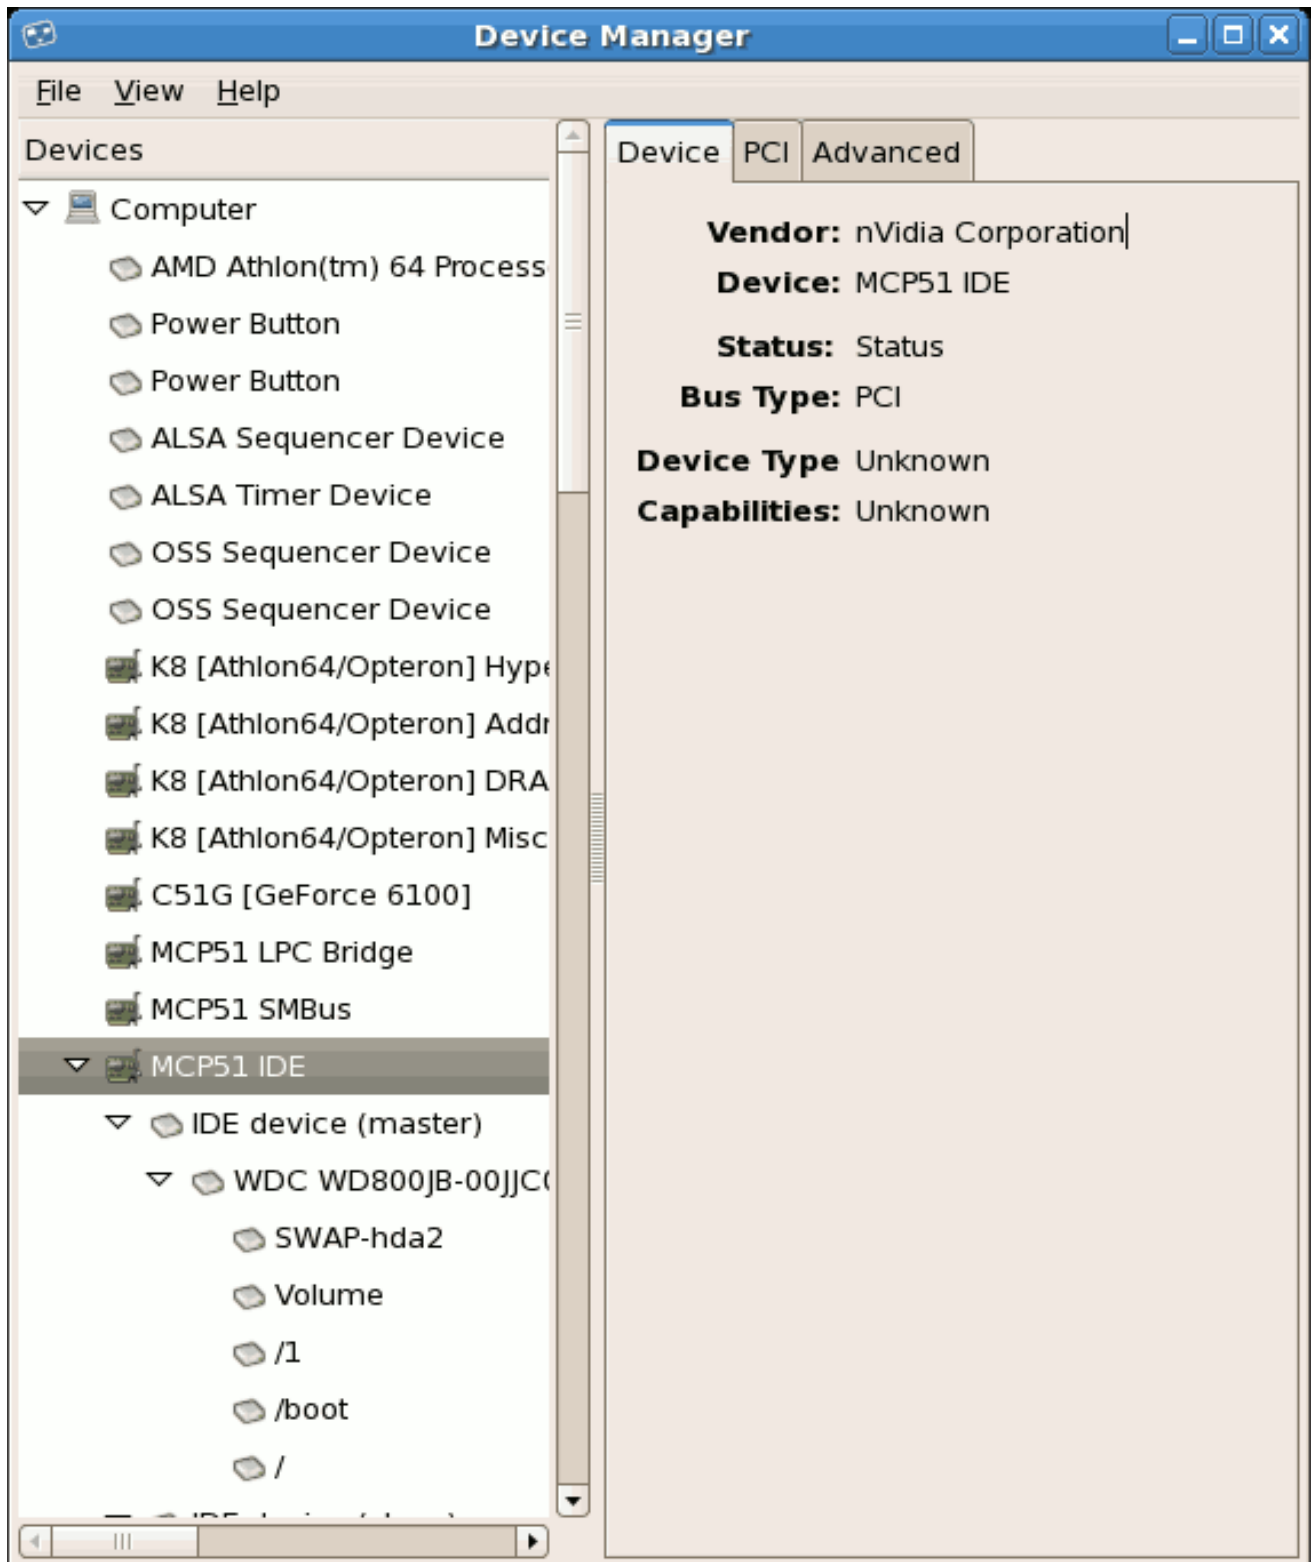 Device Manager
File View Help
Devices
Computer
AMD Athlon(tm) 64 Process
Power Button
Power Button
ALSA Sequencer Device
ALSA Timer Device
OSS Sequencer Device
OSS Sequencer Device
K8 [Athlon64/Opteron] Hype
K8 [Athlon64/Opteron] Addr
K8 [Athlon64/Opteron] DRA
K8 [Athlon64/Opteron] Misc
C51G [GeForce 6100]
MCP51 LPC Bridge
MCP51 SMBus
MCP51 IDE
IDE device (master)
WDC WD800JB-00JJC
SWAP-hda2
Volume
/1
/boot
/
Device PCI Advanced
Vendor: nVidia Corporation
Device: MCP51 IDE
Status: Status
Bus Type: PCI
Device Type Unknown
Capabilities: Unknown